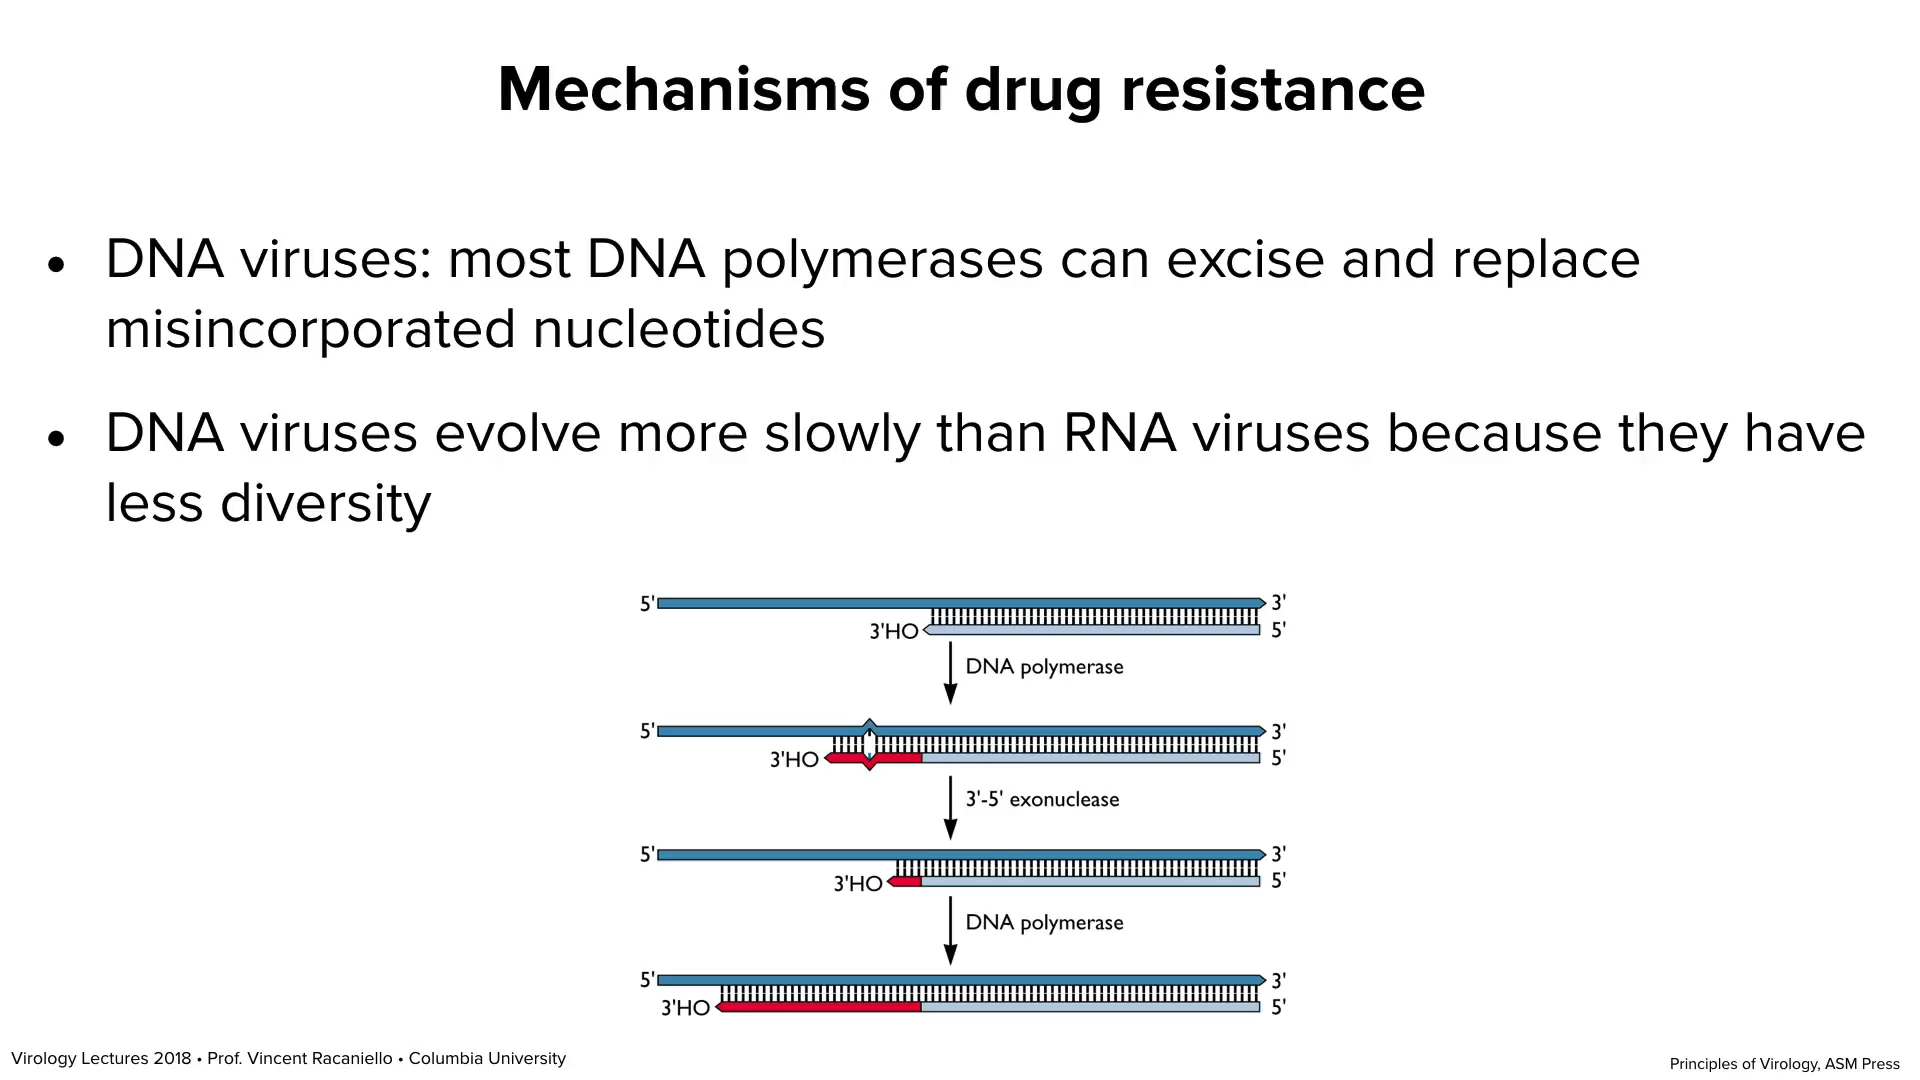 Mechanisms of drug resistance
• DNA viruses: most DNA polymerases can excise and replace
misincorporated nucleotides
• DNA viruses evolve more slowly than RNA viruses because they have
less diversity
5' 3'
3'HO 5'
DNA polymerase
5' 3'
3'HO 5'
3'-5' exonuclease
5' 3'
3'HO 5'
DNA polymerase
5' 3'
3'HO 5'
Virology Lectures 2018 • Prof. Vincent Racaniello • Columbia University
Principles of Virology, ASM Press